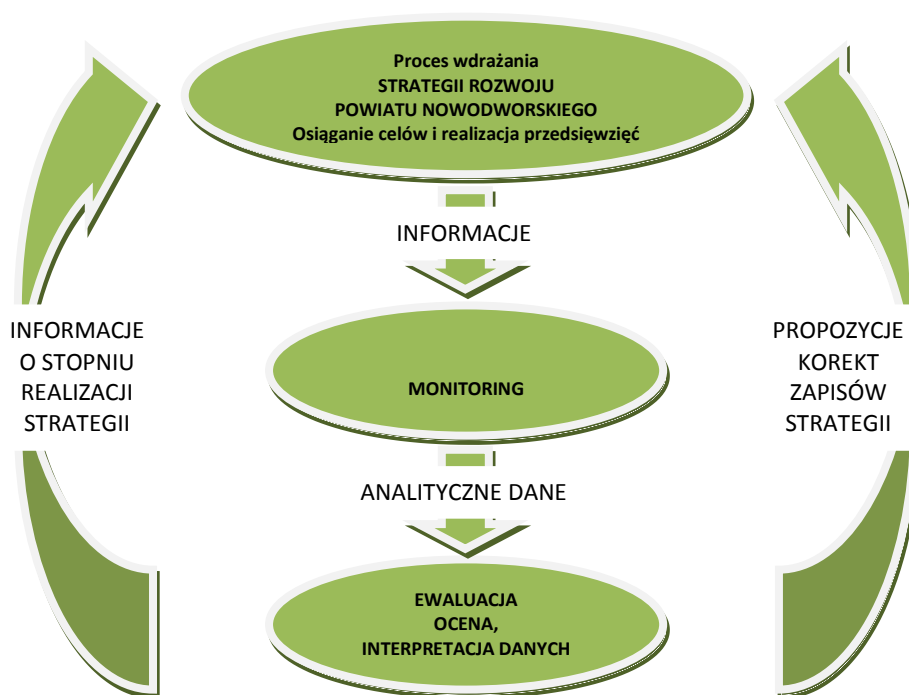 Proces wdrażania
STRATEGII ROZWOJU
POWIATU NOWODWORSKIEGO
Osiąganie celów i realizacja przedsięwzięć
INFORMACJE
INFORMACJE
O STOPNIU
REALIZACJI
STRATEGII
MONITORING
PROPOZYCJE
KOREKT
ZAPISÓW
STRATEGII
ANALITYCZNE DANE
EWALUACJA
OCENA,
INTERPRETACJA DANYCH